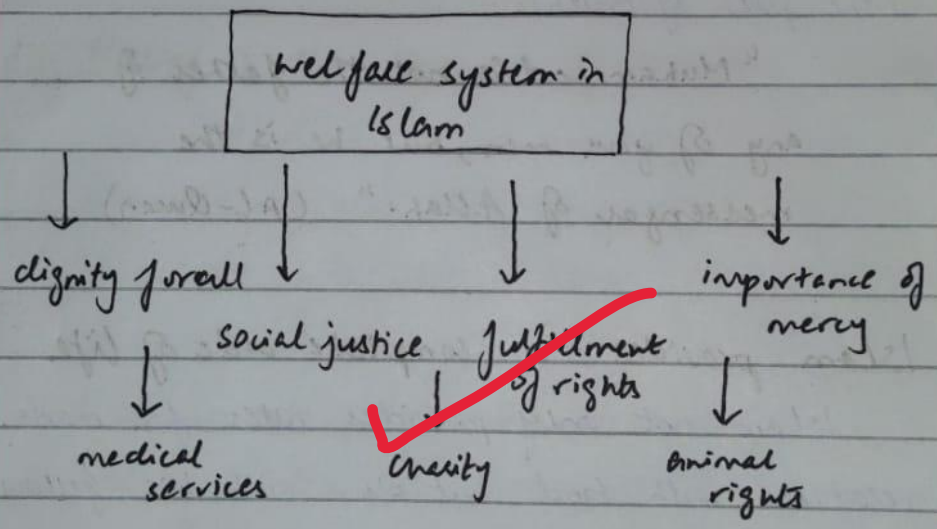 welfare system in
Islam
dignity for all
importance of
mercy
social justice
fulfilment
of rights
medical
services
charity
animal
rights